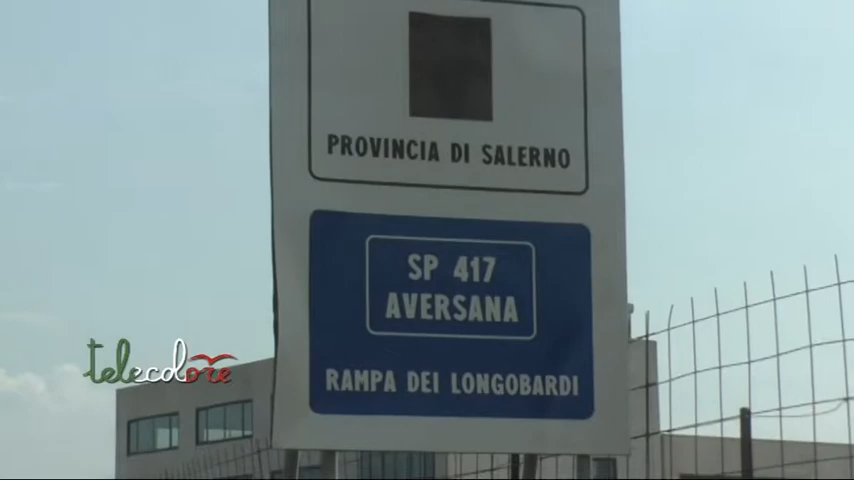 PROVINCIA DI SALERNO
SP 417
AVERSANA
RAMPA DEI LONGOBARDI
telecolore